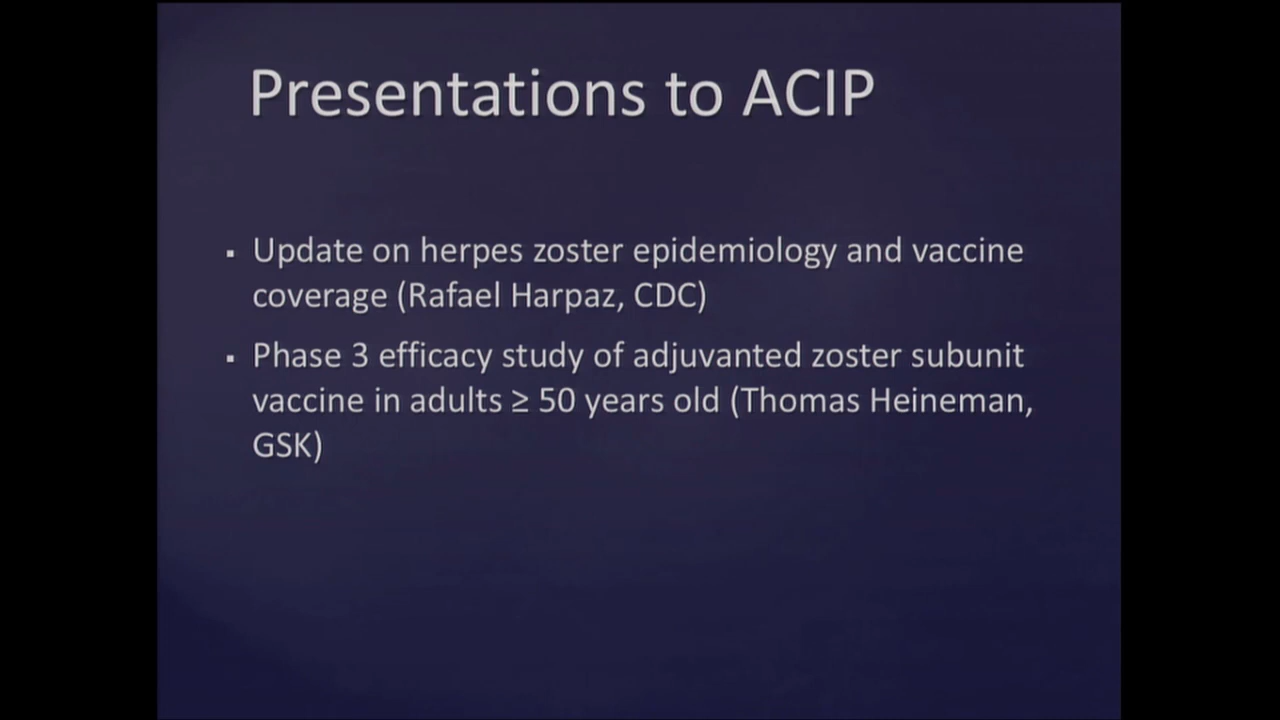 Presentations to ACIP
▪ Update on herpes zoster epidemiology and vaccine
coverage (Rafael Harpaz, CDC)
▪ Phase 3 efficacy study of adjuvanted zoster subunit
vaccine in adults ≥ 50 years old (Thomas Heineman,
GSK)